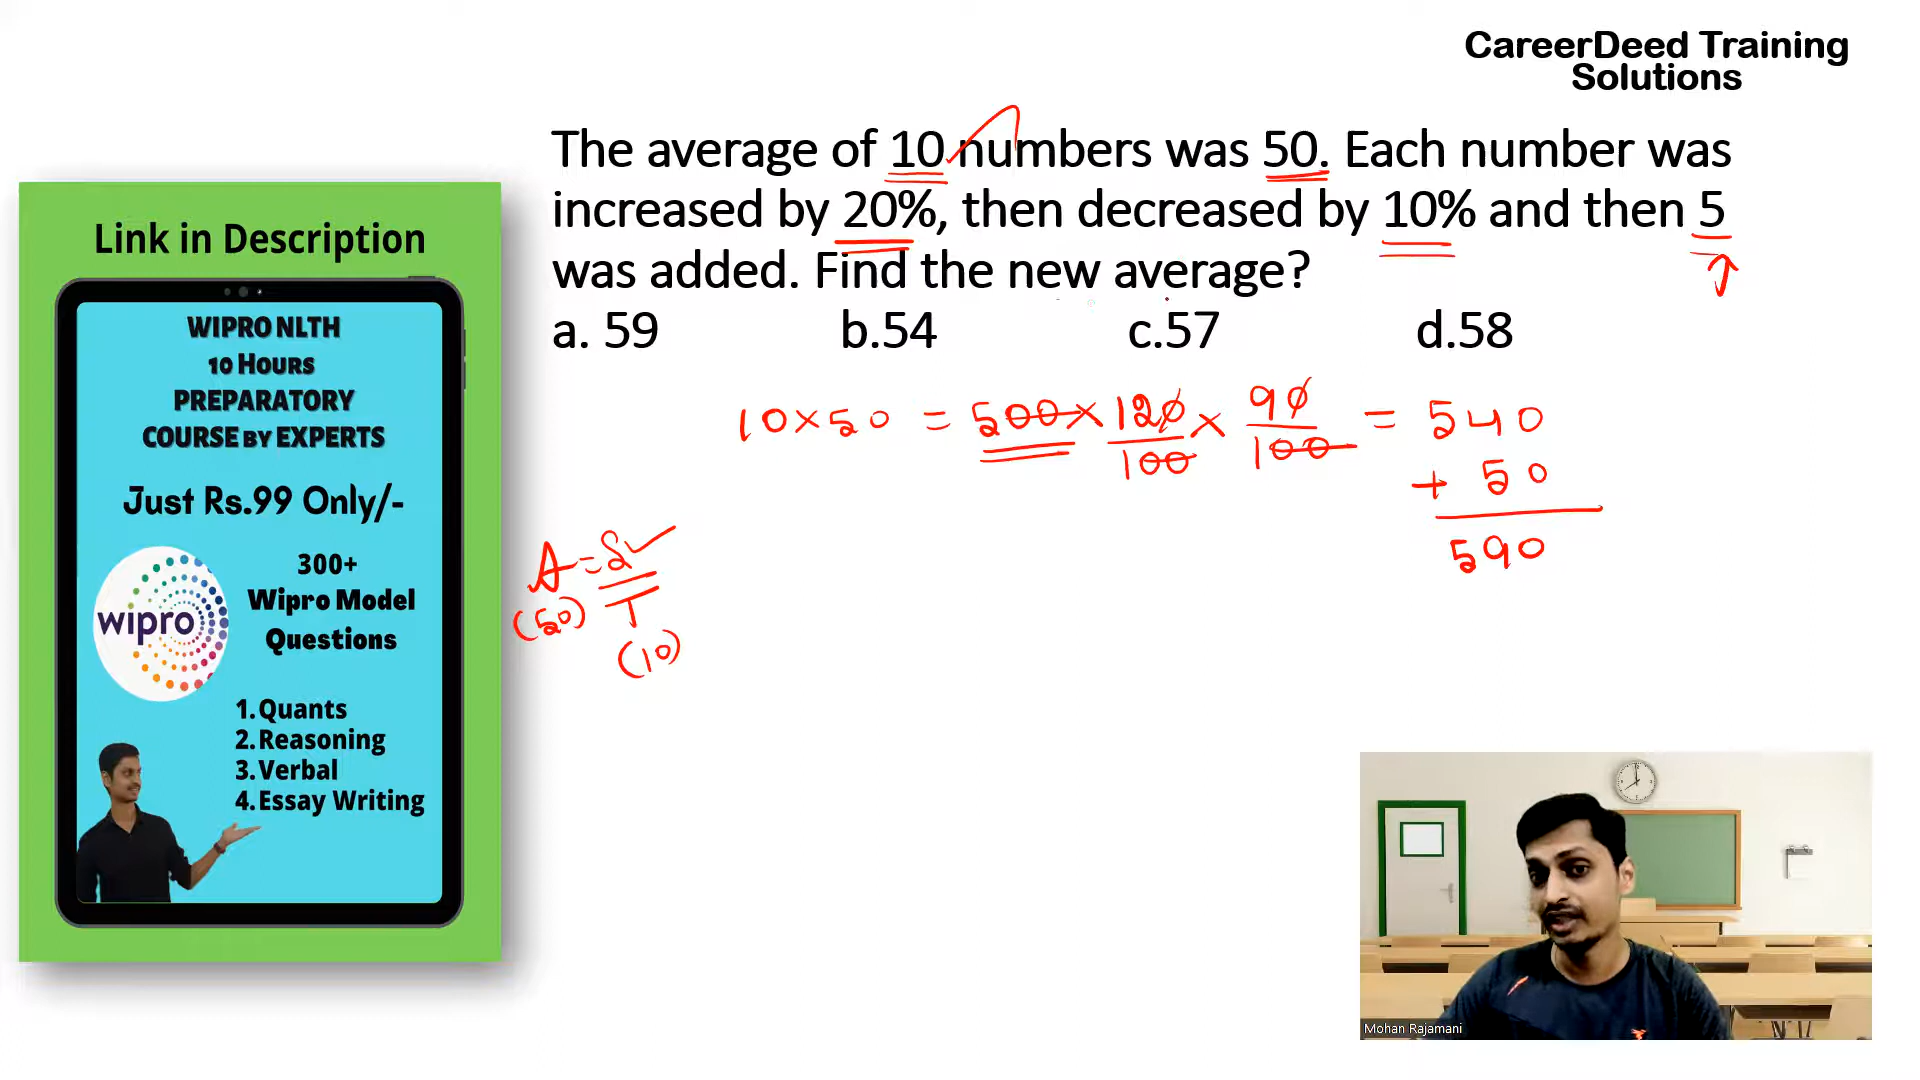 CareerDeed Training
Solutions
The average of 10 numbers was 50. Each number was
increased by 20%, then decreased by 10% and then 5
was added. Find the new average?
a. 59 b.54 c.57 d.58
10 × 50 = 500 × 120/100 × 90/100 = 540
+ 50
590
A = S/T
(50)
(10)
Link in Description
WIPRO NLTH
10 HOURS
PREPARATORY
COURSE BY EXPERTS
Just Rs.99 Only/-
wipro
300+
Wipro Model
Questions
1.Quants
2.Reasoning
3.Verbal
4.Essay Writing
Mohan Rajamani